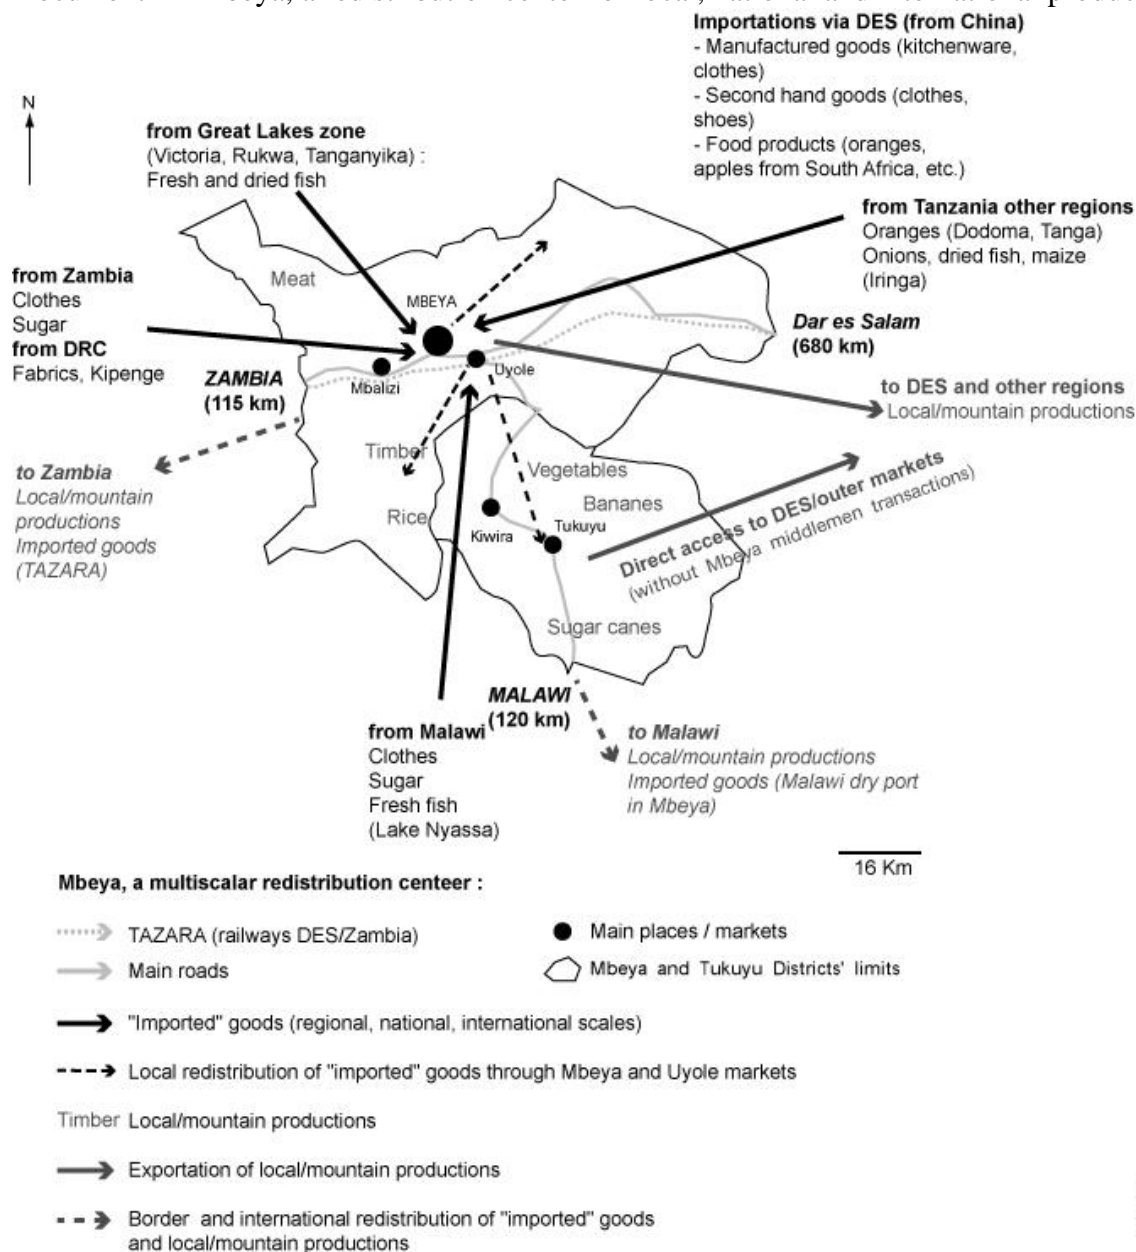 Importations via DES (from China)
- Manufactured goods (kitchenware,
clothes)
- Second hand goods (clothes,
shoes)
- Food products (oranges,
apples from South Africa, etc.)
N
from Great Lakes zone
(Victoria, Rukwa, Tanganyika) :
Fresh and dried fish
from Tanzania other regions
Oranges (Dodoma, Tanga)
Onions, dried fish, maize
(Iringa)
from Zambia
Clothes
Sugar
from DRC
Fabrics, Kipenge
Meat
MBEYA
Dar es Salam
(680 km)
ZAMBIA
(115 km)
Mbalizi
Uyole
to DES and other regions
Local/mountain productions
to Zambia
Local/mountain
productions
Imported goods
(TAZARA)
Timber
Rice
Vegetables
Bananes
Kiwira
Tukuyu
Direct access to DES/outer markets
(without Mbeya middlemen transactions)
Sugar canes
MALAWI
(120 km)
from Malawi
Clothes
Sugar
Fresh fish
(Lake Nyassa)
to Malawi
Local/mountain productions
Imported goods (Malawi dry port
in Mbeya)
16 Km
Mbeya, a multiscalar redistribution centeer :
TAZARA (railways DES/Zambia)
Main places / markets
Main roads
Mbeya and Tukuyu Districts' limits
"Imported" goods (regional, national, international scales)
Local redistribution of "imported" goods through Mbeya and Uyole markets
Timber Local/mountain productions
Exportation of local/mountain productions
Border and international redistribution of "imported" goods
and local/mountain productions